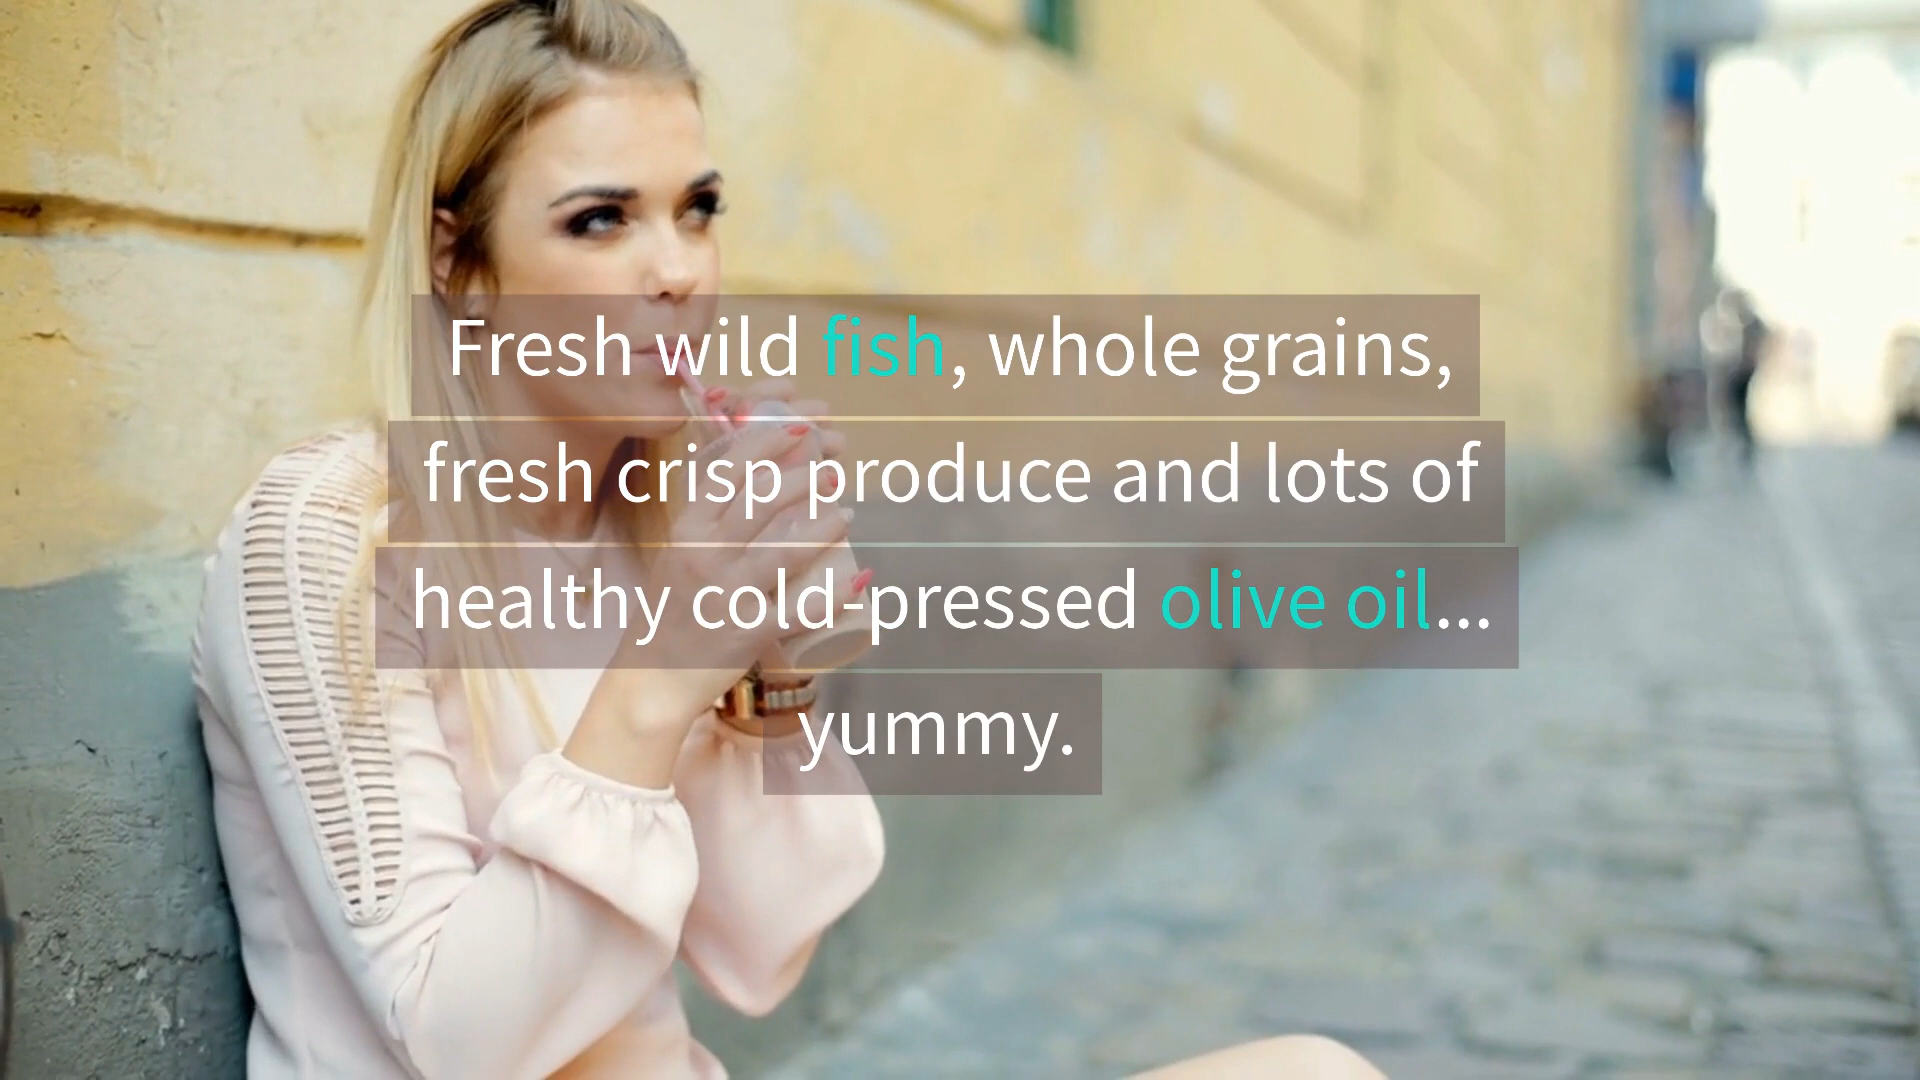 Fresh wild fish, whole grains,
fresh crisp produce and lots of
healthy cold-pressed olive oil...
yummy.